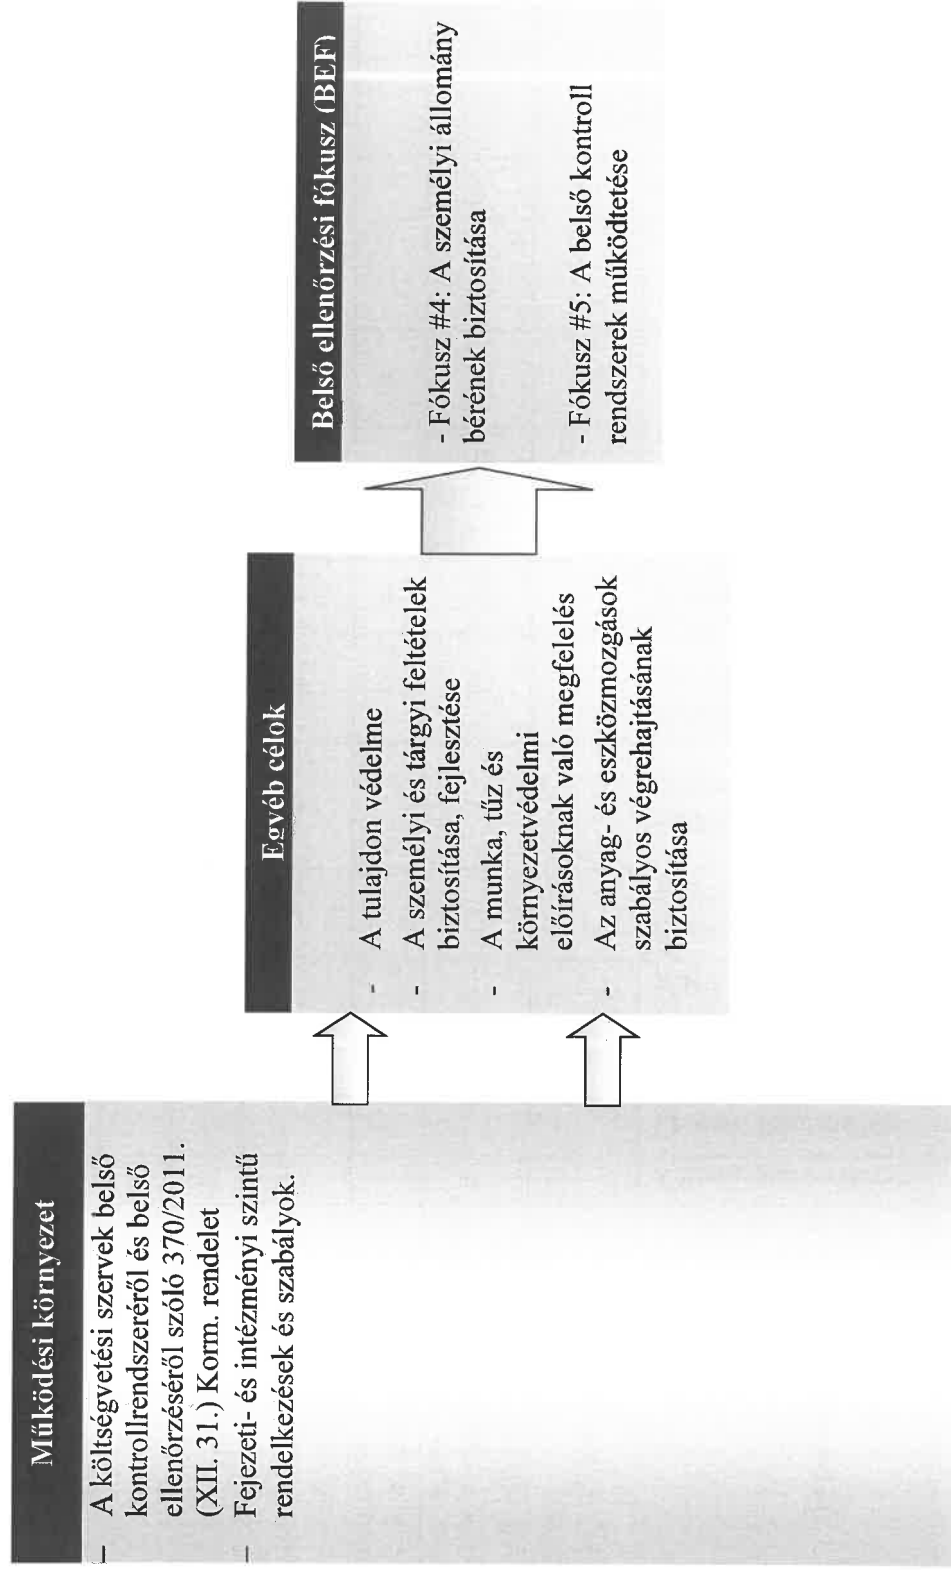 Működési környezet
– A költségvetési szervek belső
kontrollrendszeréről és belső
ellenőrzéséről szóló 370/2011.
(XII. 31.) Korm. rendelet
– Fejezeti- és intézményi szintű
rendelkezések és szabályok.
Egyéb célok
- A tulajdon védelme
- A személyi és tárgyi feltételek
biztosítása, fejlesztése
- A munka, tűz és
környezetvédelmi
előírásoknak való megfelelés
- Az anyag- és eszközmozgások
szabályos végrehajtásának
biztosítása
Belső ellenőrzési fókusz (BEF)
- Fókusz #4: A személyi állomány
bérének biztosítása
- Fókusz #5: A belső kontroll
rendszerek működtetése